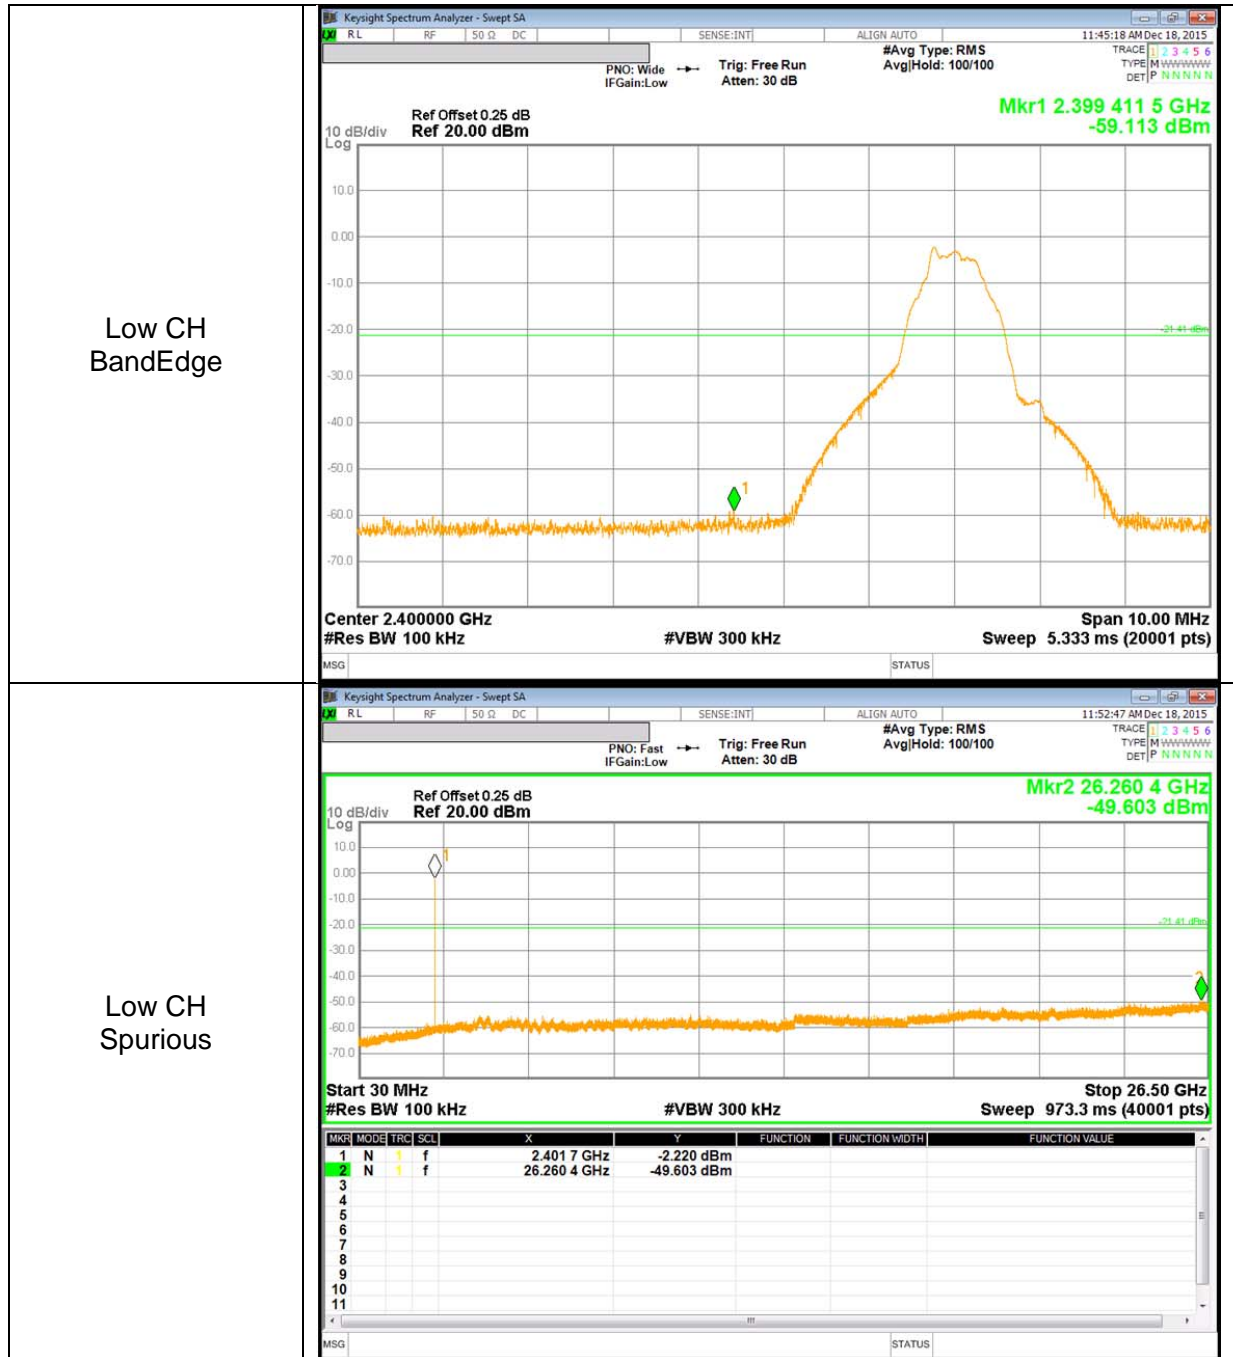 Low CH
BandEdge
Keysight Spectrum Analyzer - Swept SA
LXI RL RF 50 Ω DC SENSE:INT ALIGN AUTO 11:45:18 AM Dec 18, 2015
#Avg Type: RMS TRACE 1 2 3 4 5 6
PNO: Wide Trig: Free Run Avg|Hold: 100/100 TYPE M WWWWW
IFGain:Low Atten: 30 dB DET P N N N N N
Mkr1 2.399 411 5 GHz
Ref Offset 0.25 dB
10 dB/div Ref 20.00 dBm -59.113 dBm
Log
10.0
0.00
-10.0
-20.0
-21.41 dBm
-30.0
-40.0
-50.0
1
-60.0
-70.0
Center 2.400000 GHz Span 10.00 MHz
#Res BW 100 kHz #VBW 300 kHz Sweep 5.333 ms (20001 pts)
MSG STATUS
Low CH
Spurious
Keysight Spectrum Analyzer - Swept SA
LXI RL RF 50 Ω DC SENSE:INT ALIGN AUTO 11:52:47 AM Dec 18, 2015
#Avg Type: RMS TRACE 1 2 3 4 5 6
PNO: Fast Trig: Free Run Avg|Hold: 100/100 TYPE M WWWWW
IFGain:Low Atten: 30 dB DET P N N N N N
Mkr2 26.260 4 GHz
Ref Offset 0.25 dB
10 dB/div Ref 20.00 dBm -49.603 dBm
Log
10.0
1
0.00
-10.0
-20.0
-21.41 dBm
-30.0
-40.0
2
-50.0
-60.0
-70.0
Start 30 MHz Stop 26.50 GHz
#Res BW 100 kHz #VBW 300 kHz Sweep 973.3 ms (40001 pts)
MKR MODE TRC SCL X Y FUNCTION FUNCTION WIDTH FUNCTION VALUE
1 N 1 f 2.401 7 GHz -2.220 dBm
2 N 1 f 26.260 4 GHz -49.603 dBm
3
4
5
6
7
8
9
10
11
MSG STATUS